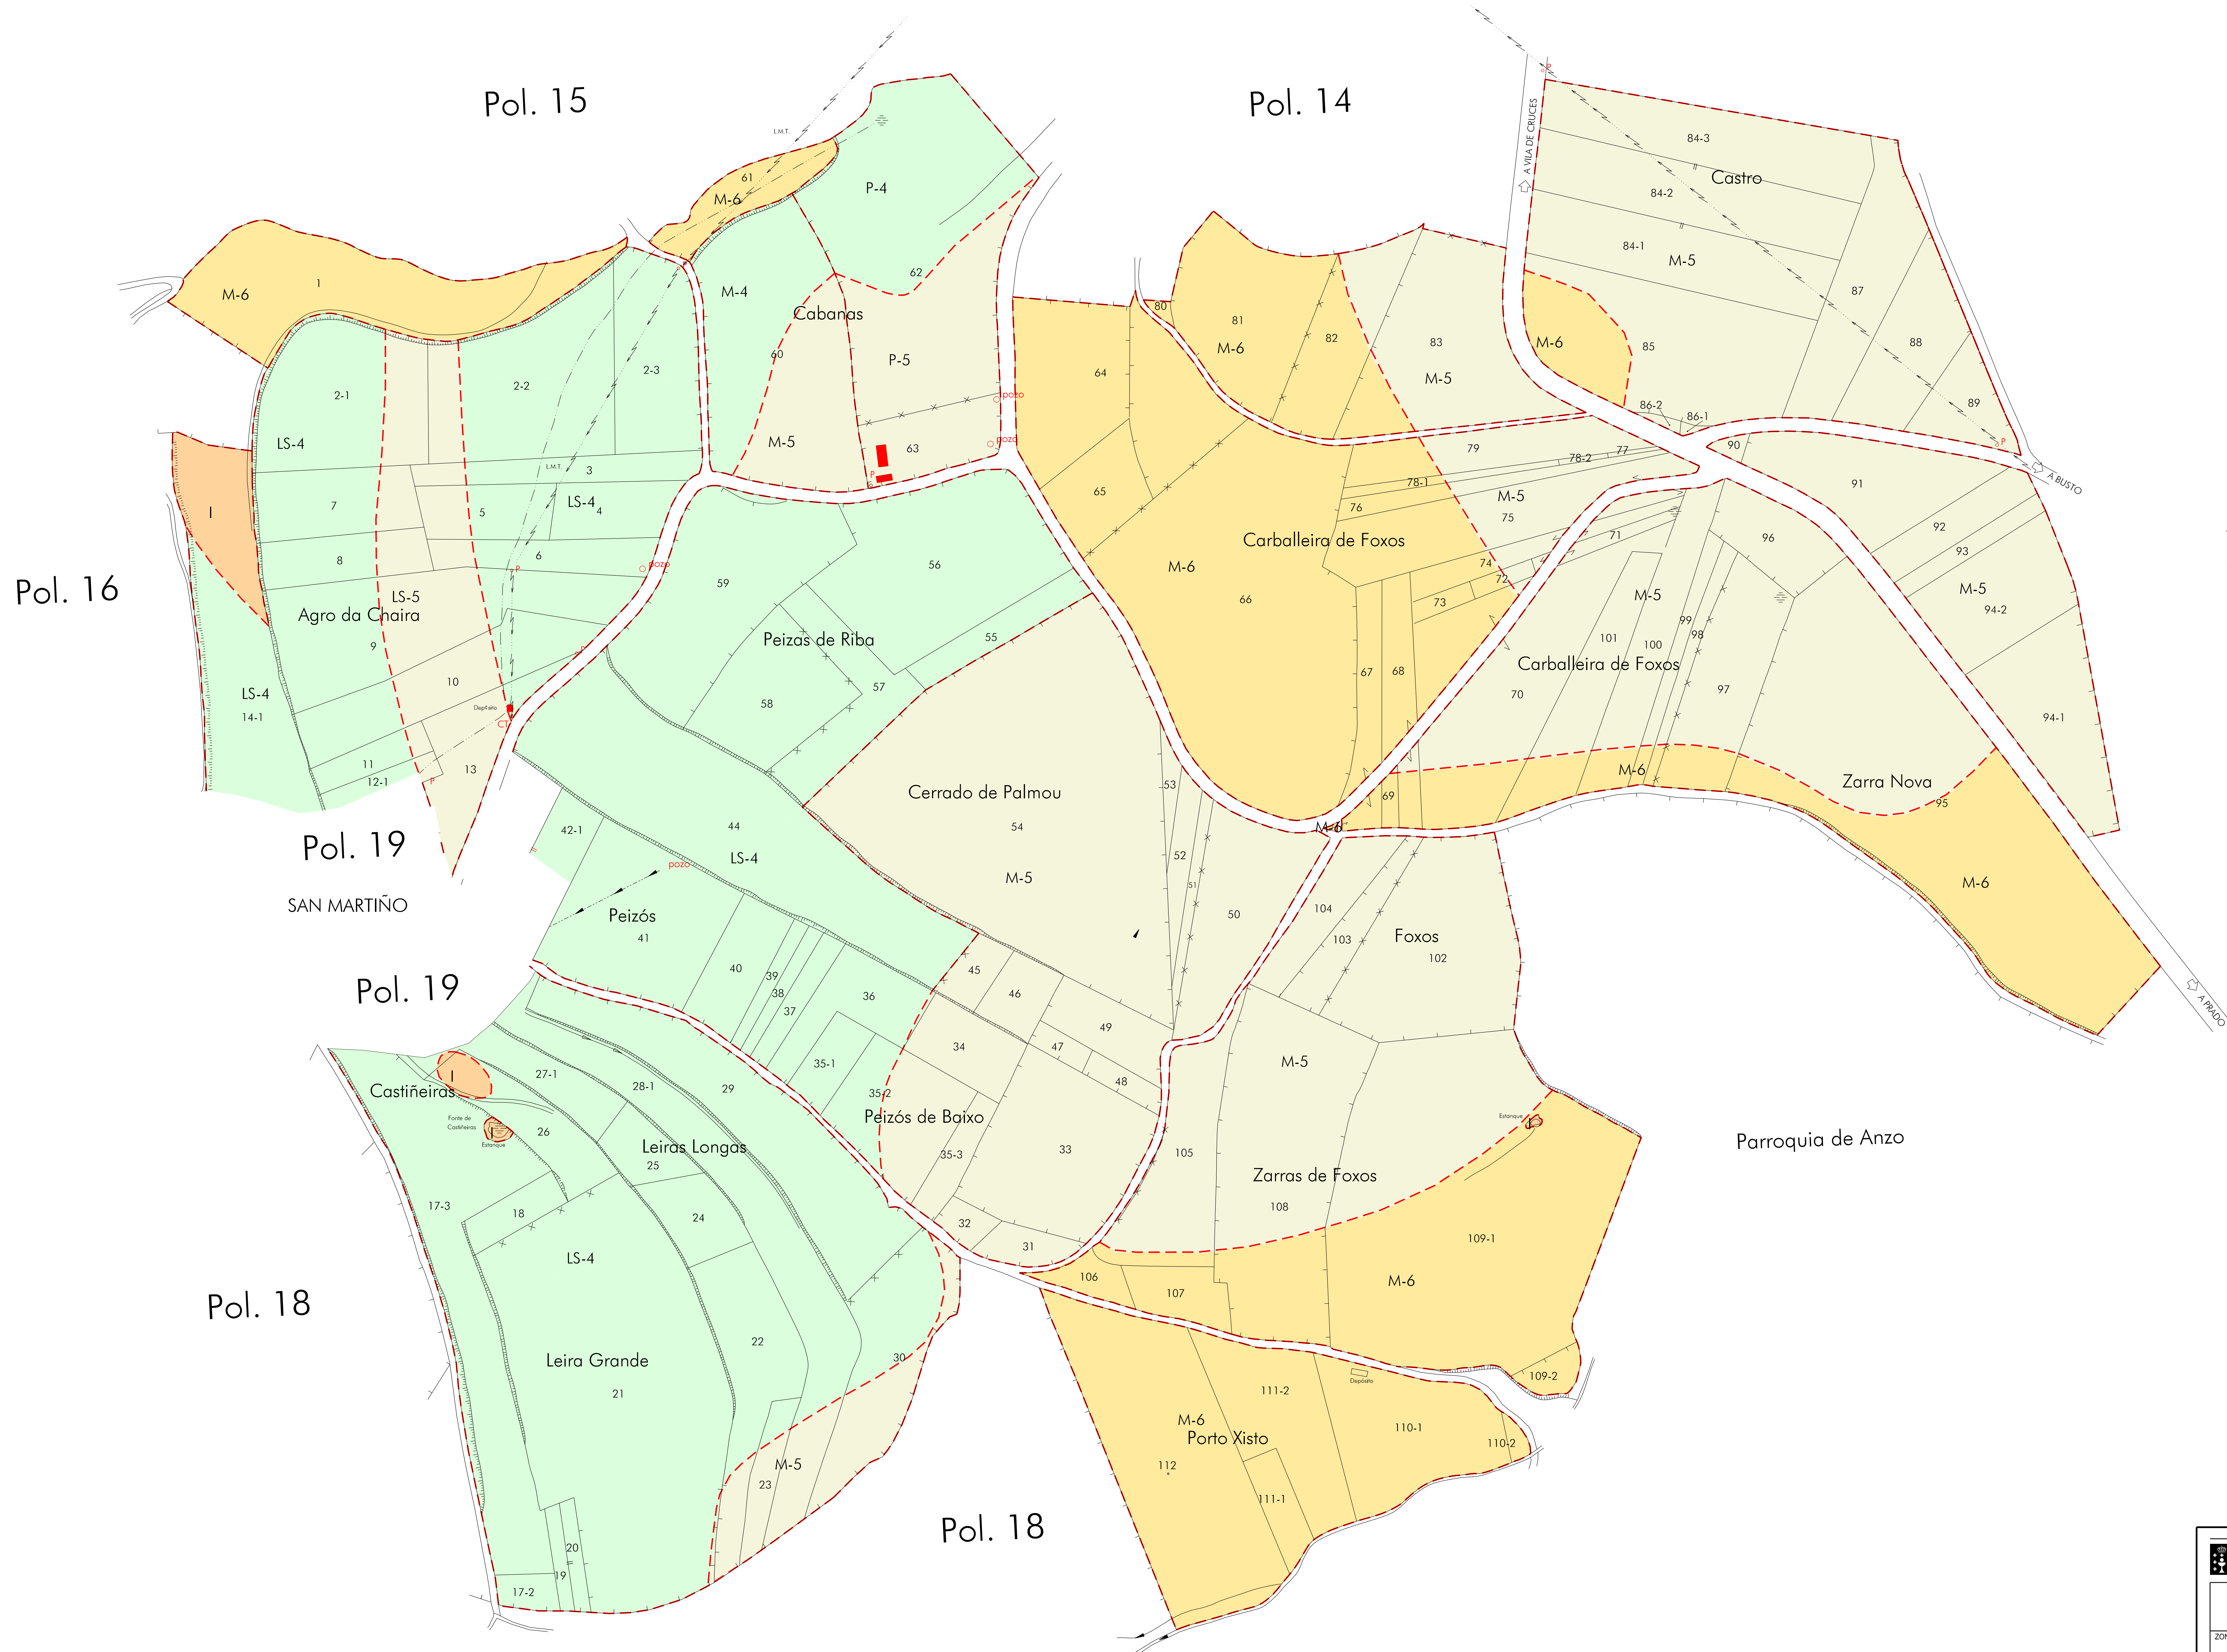 Pol. 15
Pol. 14
L.M.T.
P
A VILA DE CRUCES
84-3
Castro
84-2
P-4
61
M-6
84-1
M-5
62
1
M-6
M-4
87
80
Cabanas
81
82
83
88
M-6
M-6
85
60
P-5
M-5
64
2-3
2-2
2-1
pozo
86-2
86-1
89
LS-4
M-5
63
pozo
79
77
90
P
78-2
L.M.T.
3
P
78-1
A BUSTO
91
65
M-5
7
5
LS-4
4
76
75
I
92
71
Carballeira de Foxos
96
93
8
6
56
74
M-6
72
Pol. 16
P
pozo
59
M-5
M-5
LS-5
66
73
94-2
Agro da Chaira
99
98
101
100
9
Peizas de Riba
55
Carballeira de Foxos
LS-4
10
57
67
68
70
97
14-1
58
94-1
Depósito
CT
11
13
M-6
12-1
P
53
Zarra Nova
Cerrado de Palmou
69
95
44
54
M-6
42-1
Pol. 19
LS-4
52
pozo
M-5
51
M-6
SAN MARTIÑO
Peizós
50
104
41
Foxos
103
102
40
39
45
Pol. 19
38
46
36
37
A PRADO
49
34
47
35-1
M-5
48
I
27-1
28-1
29
Castiñeiras
35-2
Peizós de Baixo
Fonte de
Castiñeiras
Estanque
26
I
Estanque
Leiras Longas
33
105
Parroquia de Anzo
25
35-3
Zarras de Foxos
17-3
108
18
24
32
31
109-1
LS-4
106
M-6
107
Pol. 18
22
30
Leira Grande
109-2
Depósito
21
111-2
M-6
110-1
Porto Xisto
110-2
M-5
112
23
111-1
Pol. 18
20
19
17-2